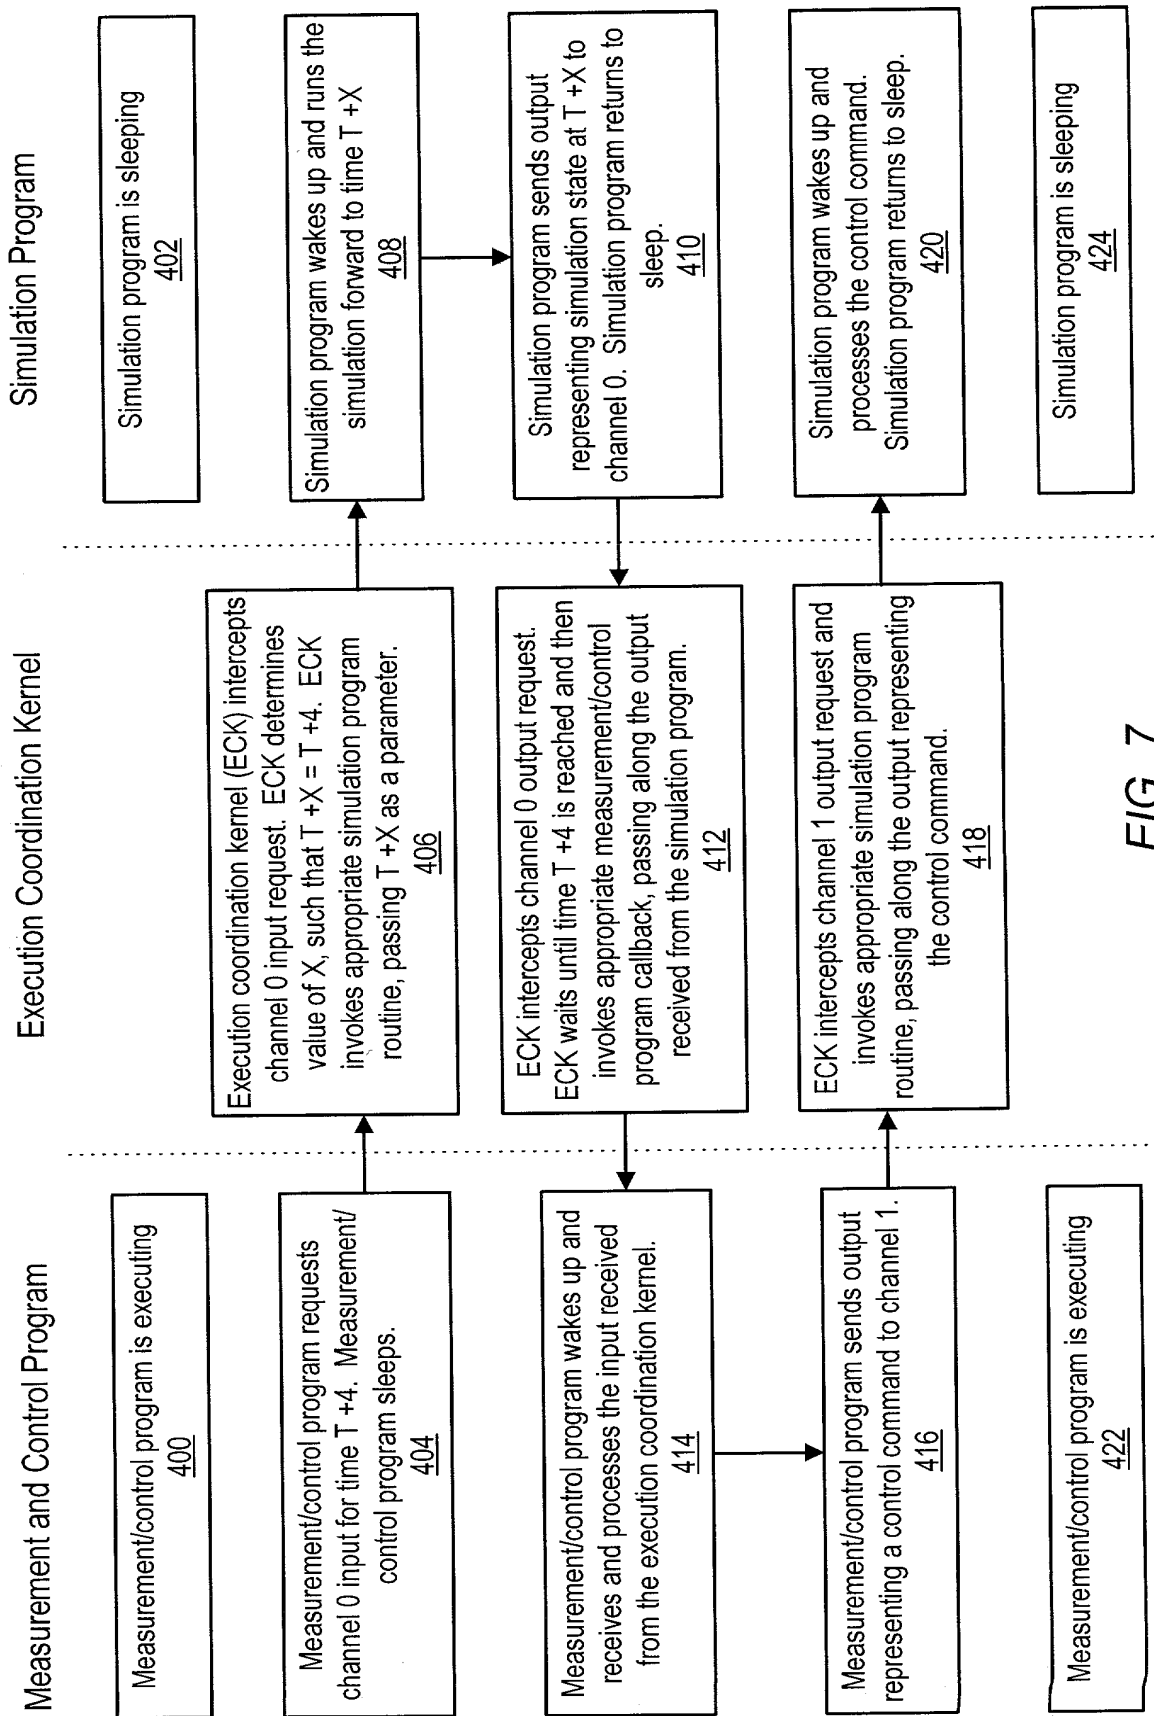 Measurement and Control Program
Execution Coordination Kernel
Simulation Program
Measurement/control program is executing
400
Simulation program is sleeping
402
Measurement/control program requests
channel 0 input for time T +4. Measurement/
control program sleeps.
404
Execution coordination kernel (ECK) intercepts
channel 0 input request. ECK determines
value of X, such that T +X = T +4. ECK
invokes appropriate simulation program
routine, passing T +X as a parameter.
406
Simulation program wakes up and runs the
simulation forward to time T +X
408
Simulation program sends output
representing simulation state at T +X to
channel 0. Simulation program returns to
sleep.
410
ECK intercepts channel 0 output request.
ECK waits until time T +4 is reached and then
invokes appropriate measurement/control
program callback, passing along the output
received from the simulation program.
412
Measurement/control program wakes up and
receives and processes the input received
from the execution coordination kernel.
414
Measurement/control program sends output
representing a control command to channel 1.
416
ECK intercepts channel 1 output request and
invokes appropriate simulation program
routine, passing along the output representing
the control command.
418
Simulation program wakes up and
processes the control command.
Simulation program returns to sleep.
420
Measurement/control program is executing
422
Simulation program is sleeping
424
FIG. 7